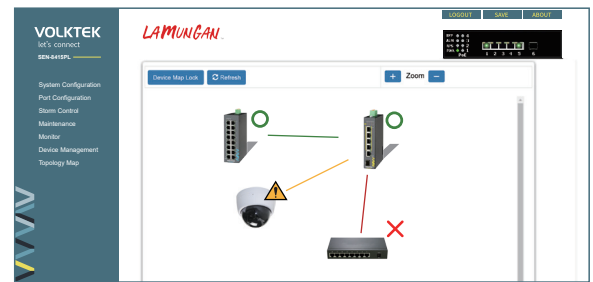 LOGOUT SAVE ABOUT
VOLKTEK
let's connect
SEN-8415PL
LAMUNGAN
PoE 1 2 3 4 5 6
Device Map Lock Refresh + Zoom −
System Configuration
Port Configuration
Storm Control
Maintenance
Monitor
Device Management
Topology Map